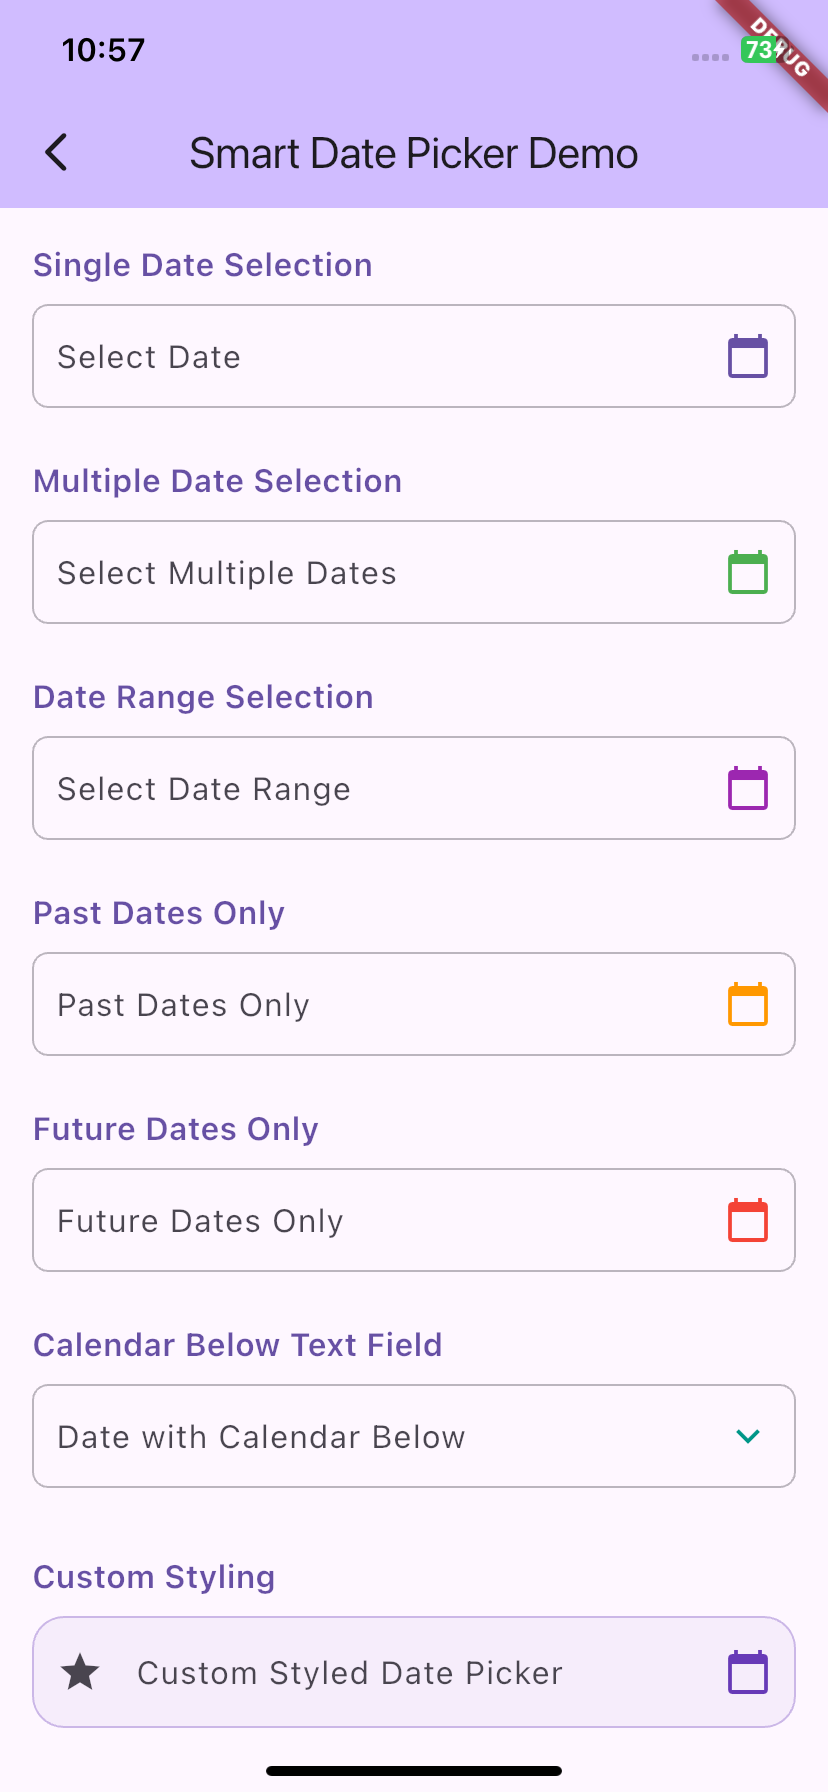 10:57
73
DEBUG
Smart Date Picker Demo
Single Date Selection
Select Date
Multiple Date Selection
Select Multiple Dates
Date Range Selection
Select Date Range
Past Dates Only
Past Dates Only
Future Dates Only
Future Dates Only
Calendar Below Text Field
Date with Calendar Below
Custom Styling
Custom Styled Date Picker